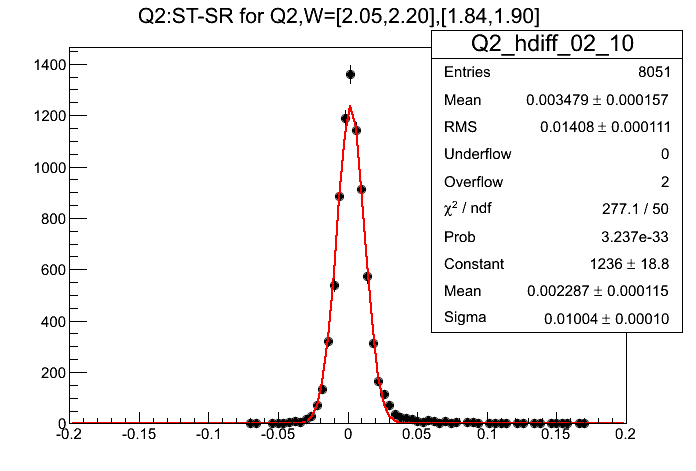 Q2:ST-SR for Q2,W=[2.05,2.20],[1.84,1.90]
Q2_hdiff_02_10
Entries 8051
Mean 0.003479 ± 0.000157
RMS 0.01408 ± 0.000111
Underflow 0
Overflow 2
χ² / ndf 277.1 / 50
Prob 3.237e-33
Constant 1236 ± 18.8
Mean 0.002287 ± 0.000115
Sigma 0.01004 ± 0.00010
1400
1200
1000
800
600
400
200
0
-0.2 -0.15 -0.1 -0.05 0 0.05 0.1 0.15 0.2